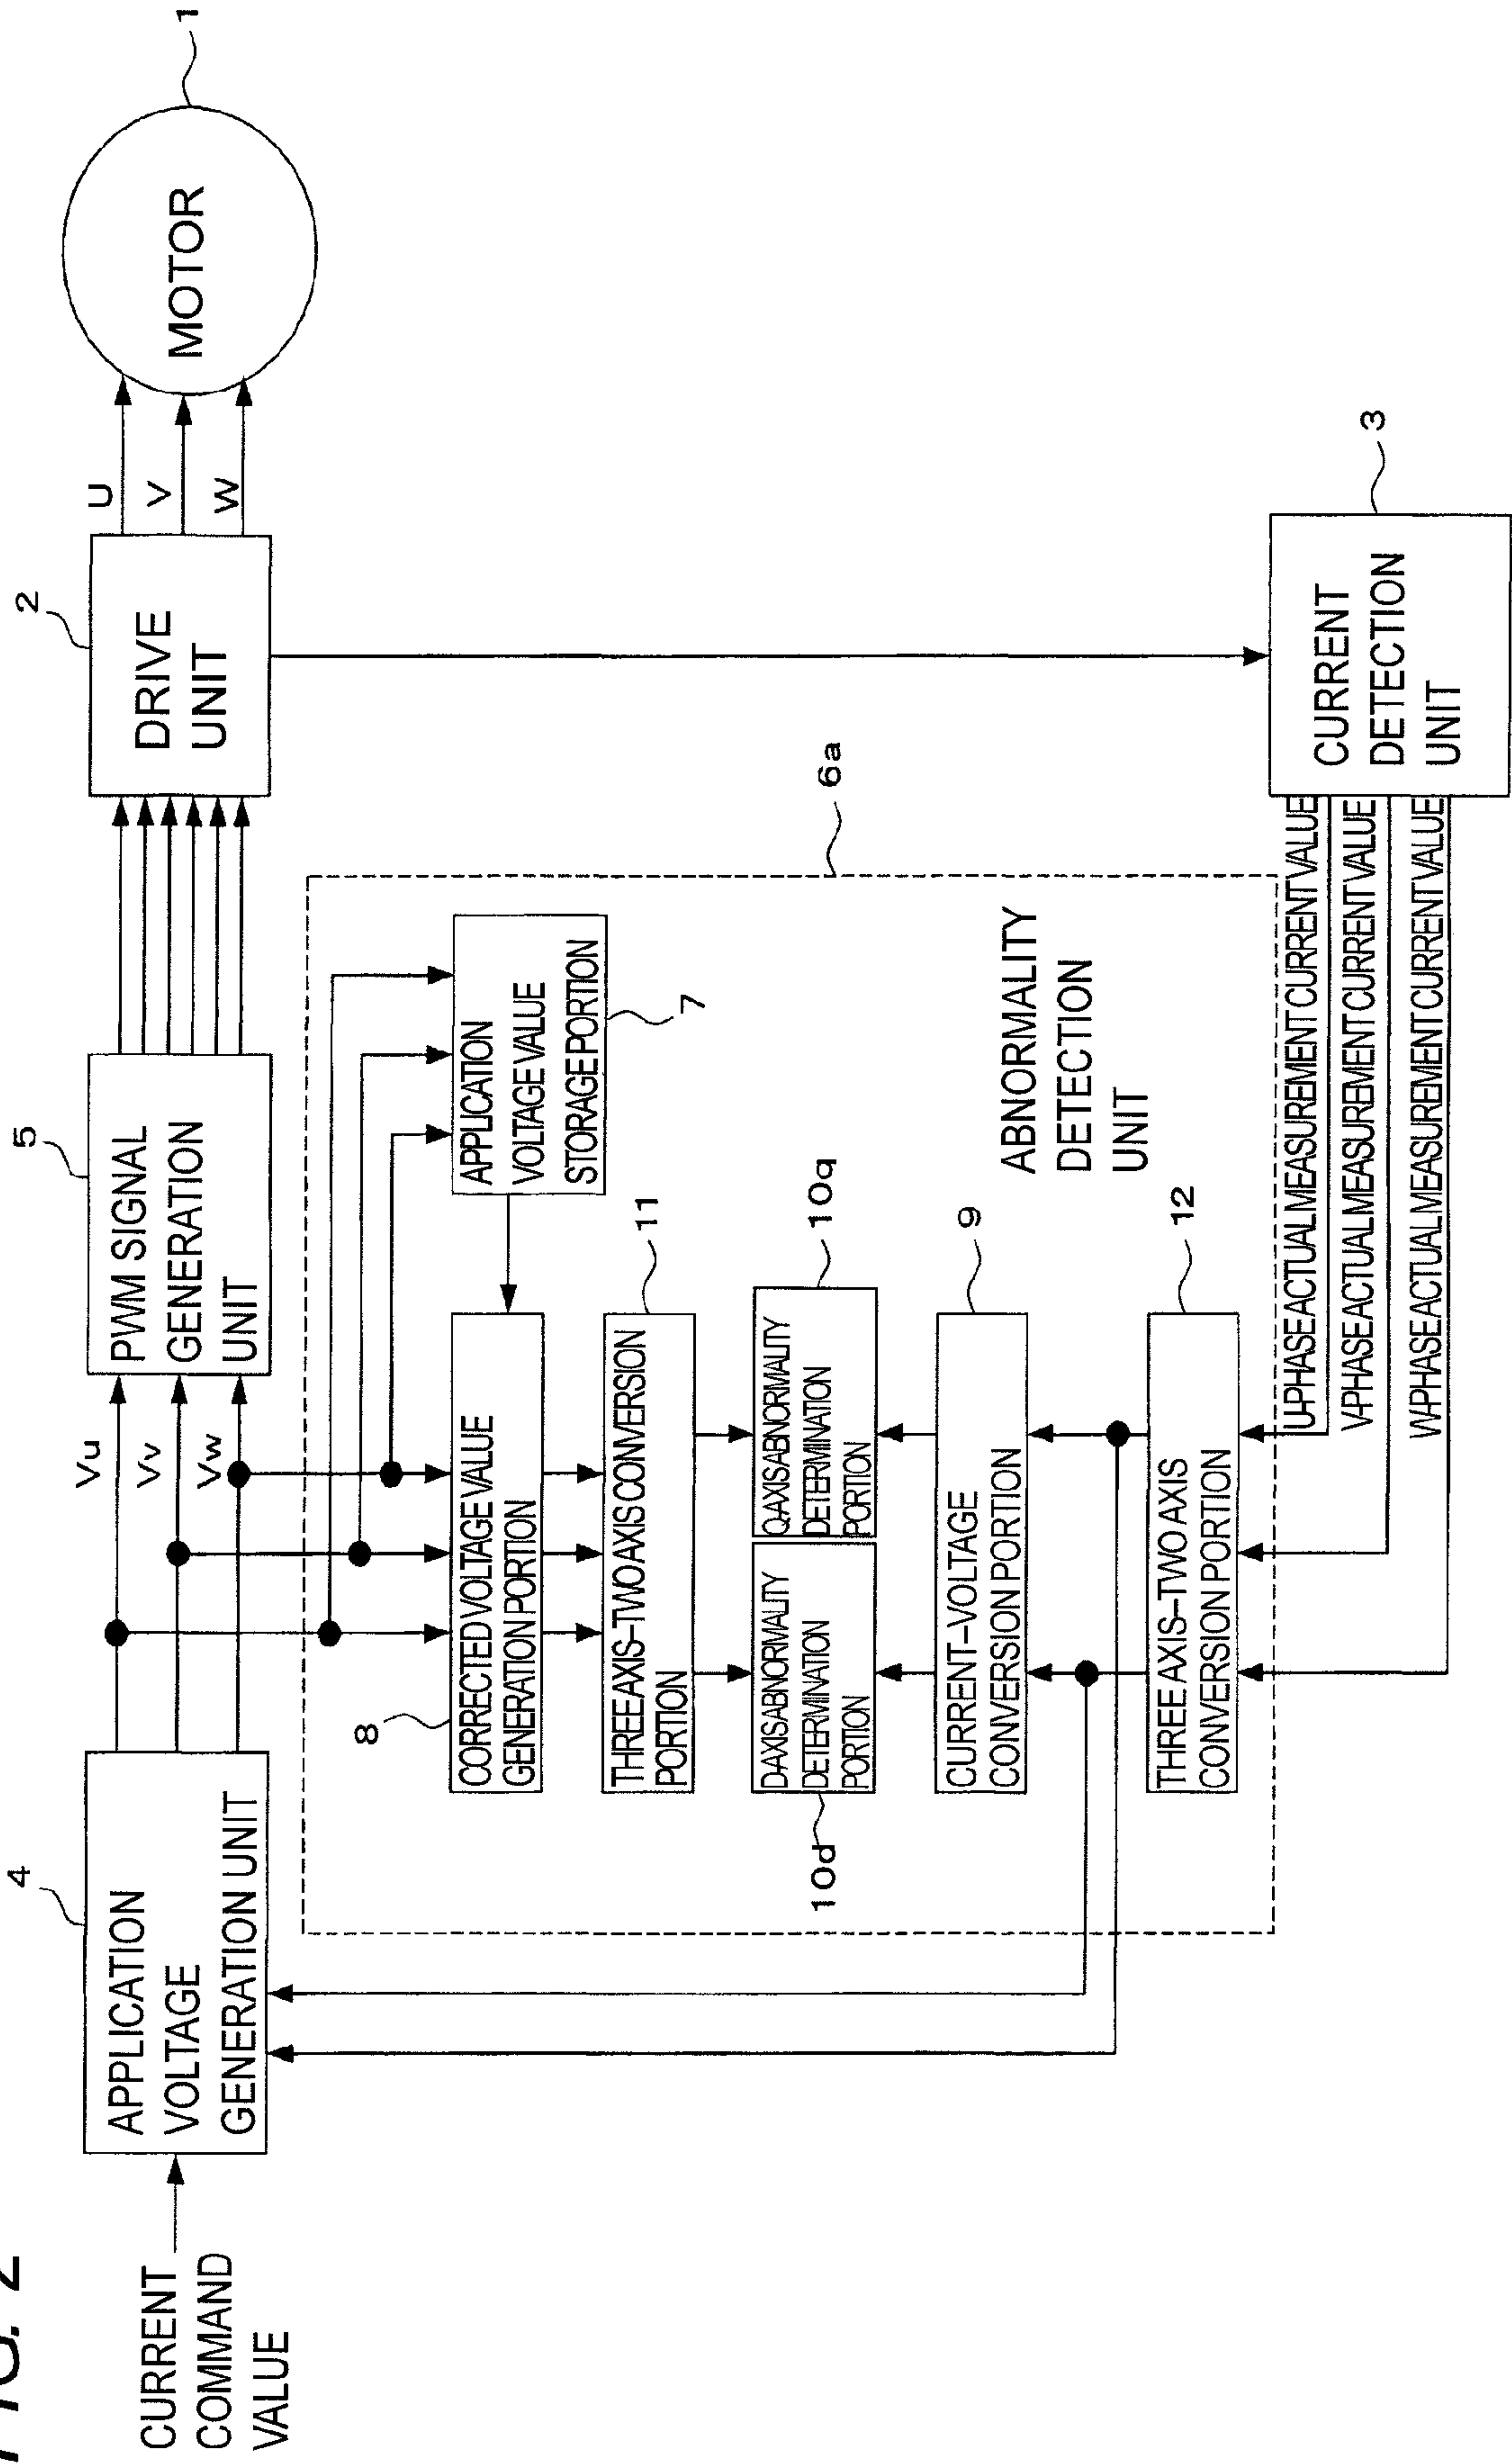 FIG. 2
1
MOTOR
U
V
W
2
DRIVE
UNIT
5
PWM SIGNAL
GENERATION
UNIT
Vu
Vv
Vw
4
APPLICATION
VOLTAGE
GENERATION UNIT
CURRENT
COMMAND
VALUE
6a
ABNORMALITY
DETECTION
UNIT
APPLICATION
VOLTAGE VALUE
STORAGE PORTION
7
8
CORRECTED VOLTAGE VALUE
GENERATION PORTION
11
THREE AXIS-TWO AXIS CONVERSION
PORTION
10d
D AXIS ABNORMALITY
DETERMINATION
PORTION
10q
Q AXIS ABNORMALITY
DETERMINATION
PORTION
9
CURRENT-VOLTAGE
CONVERSION PORTION
12
THREE AXIS-TWO AXIS
CONVERSION PORTION
U-PHASE ACTUAL MEASUREMENT CURRENT VALUE
V-PHASE ACTUAL MEASUREMENT CURRENT VALUE
W-PHASE ACTUAL MEASUREMENT CURRENT VALUE
3
CURRENT
DETECTION
UNIT